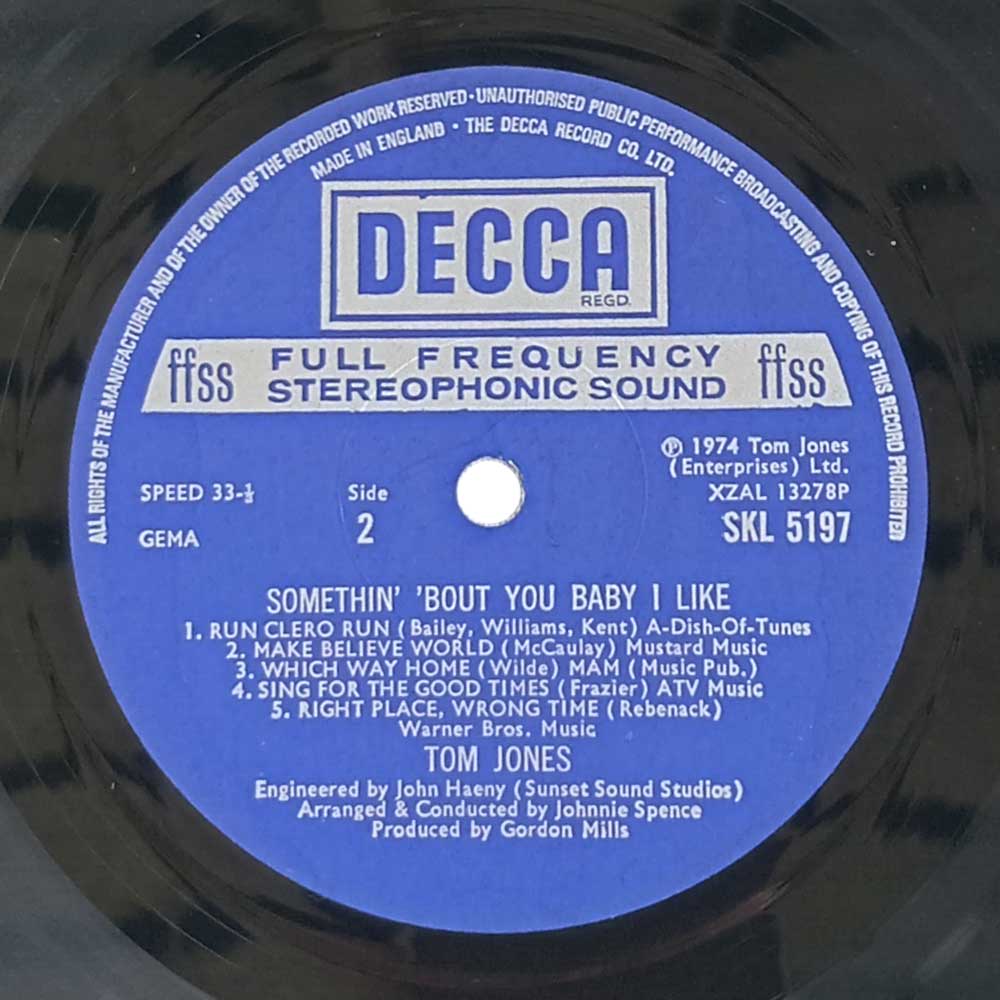 ALL RIGHTS OF THE MANUFACTURER AND OF THE OWNER OF THE RECORDED WORK RESERVED · UNAUTHORISED PUBLIC PERFORMANCE BROADCASTING AND COPYING OF THIS RECORD PROHIBITED
MADE IN ENGLAND · THE DECCA RECORD CO. LTD.
DECCA
REGD.
ffss FULL FREQUENCY ffss
STEREOPHONIC SOUND
℗ 1974 Tom Jones
(Enterprises) Ltd.
SPEED 33-⅓ Side XZAL 13278P
GEMA 2 SKL 5197
SOMETHIN' 'BOUT YOU BABY I LIKE
1. RUN CLERO RUN (Bailey, Williams, Kent) A-Dish-Of-Tunes
2. MAKE BELIEVE WORLD (McCaulay) Mustard Music
3. WHICH WAY HOME (Wilde) MAM (Music Pub.)
4. SING FOR THE GOOD TIMES (Frazier) ATV Music
5. RIGHT PLACE, WRONG TIME (Rebenack)
Warner Bros. Music
TOM JONES
Engineered by John Haeny (Sunset Sound Studios)
Arranged & Conducted by Johnnie Spence
Produced by Gordon Mills